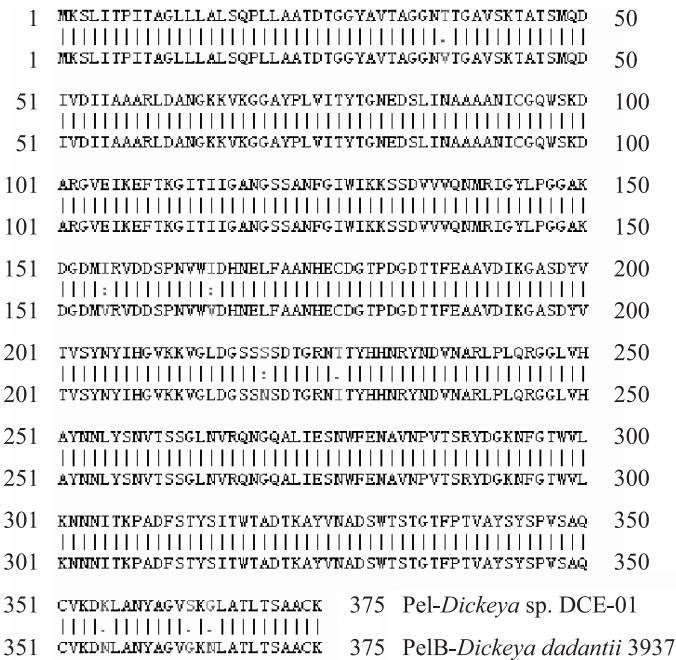 1 MKSLITPITAGLLLALSQPLLAATDTGGYAVTAGGNTTGAVSKTATSMQD 50
1 MKSLITPITAGLLLALSQPLLAATDTGGYAVTAGGNVTGAVSKTATSMQD 50
51 IVDIIAAARLDANGKKVKGGAYPLVITYTGNEDSLINAAAANICGQWSKD 100
51 IVDIIAAARLDANGKKVKGGAYPLVITYTGNEDSLINAAAANICGQWSKD 100
101 ARGVEIKEFTKGITIIGANGSSANFGIWIKKSSDVVVQNMRIGYLPGGAK 150
101 ARGVEIKEFTKGITIIGANGSSANFGIWIKKSSDVVVQNMRIGYLPGGAK 150
151 DGDMIRVDDSPNVWIDHNELFAANHECDGTPDGDTTFEAAVDIKGASDYV 200
151 DGDMVRVDDSPNVWVDHNELFAANHECDGTPDGDTTFEAAVDIKGASDYV 200
201 TVSYNYIHGVKKVGLDGSSSSDTGRNTTYHHNRYNDVNARLPLQRGGLVH 250
201 TVSYNYIHGVKKVGLDGSSNSDTGRNITYHHNRYNDVNARLPLQRGGLVH 250
251 AYNNLYSNVTSSGLNVRQNGQALIESNWFENAVNPVTSRYDGKNFGTWVL 300
251 AYNNLYSNVTSSGLNVRQNGQALIESNWFENAVNPVTSRYDGKNFGTWVL 300
301 KNNNITKPADFSTYSITWTADTKAYVNADSWTSTGTFPTVAYSYSPVSAQ 350
301 KNNNITKPADFSTYSITWTADTKAYVNADSWTSTGTFPTVAYSYSPVSAQ 350
351 CVKDKLANYAGVSKGLATLTSAACK 375 Pel-Dickeya sp. DCE-01
351 CVKDNLANYAGVGKNLATLTSAACK 375 PelB-Dickeya dadantii 3937